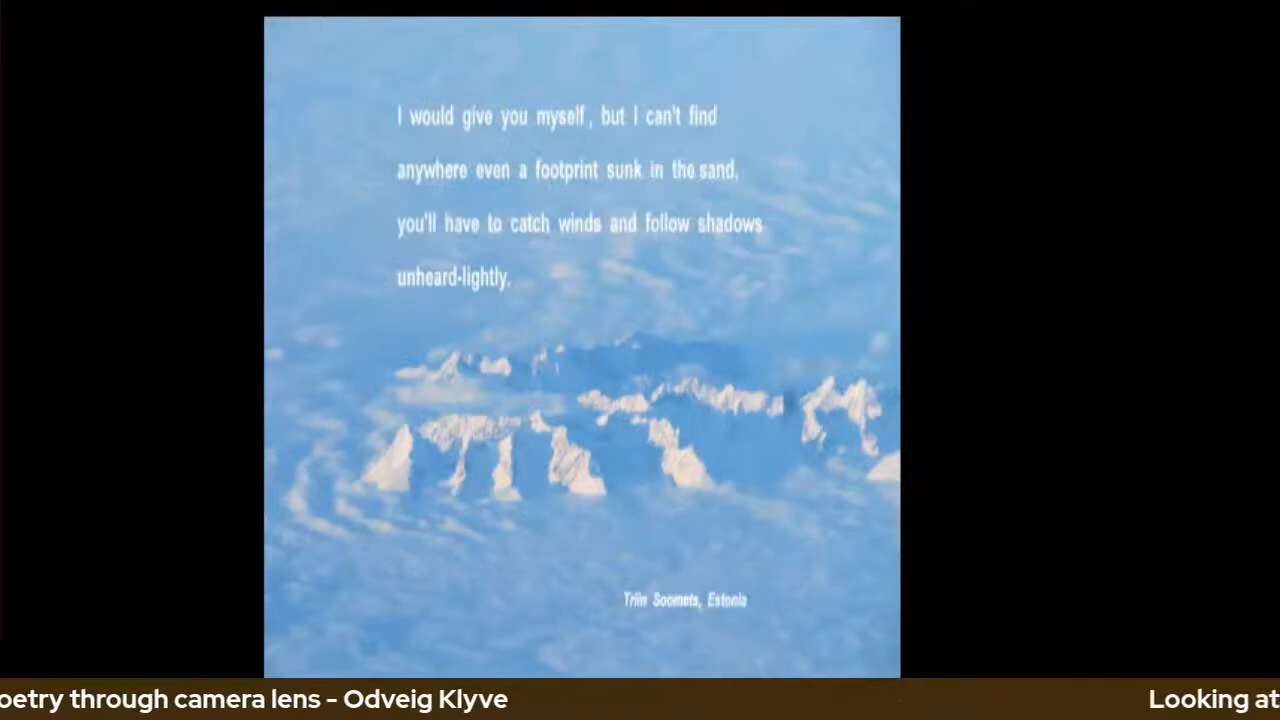 I would give you myself, but I can't find
anywhere even a footprint sunk in the sand,
you'll have to catch winds and follow shadows
unheard-lightly.
Triin Soomets, Estonia
oetry through camera lens - Odveig Klyve
Looking at